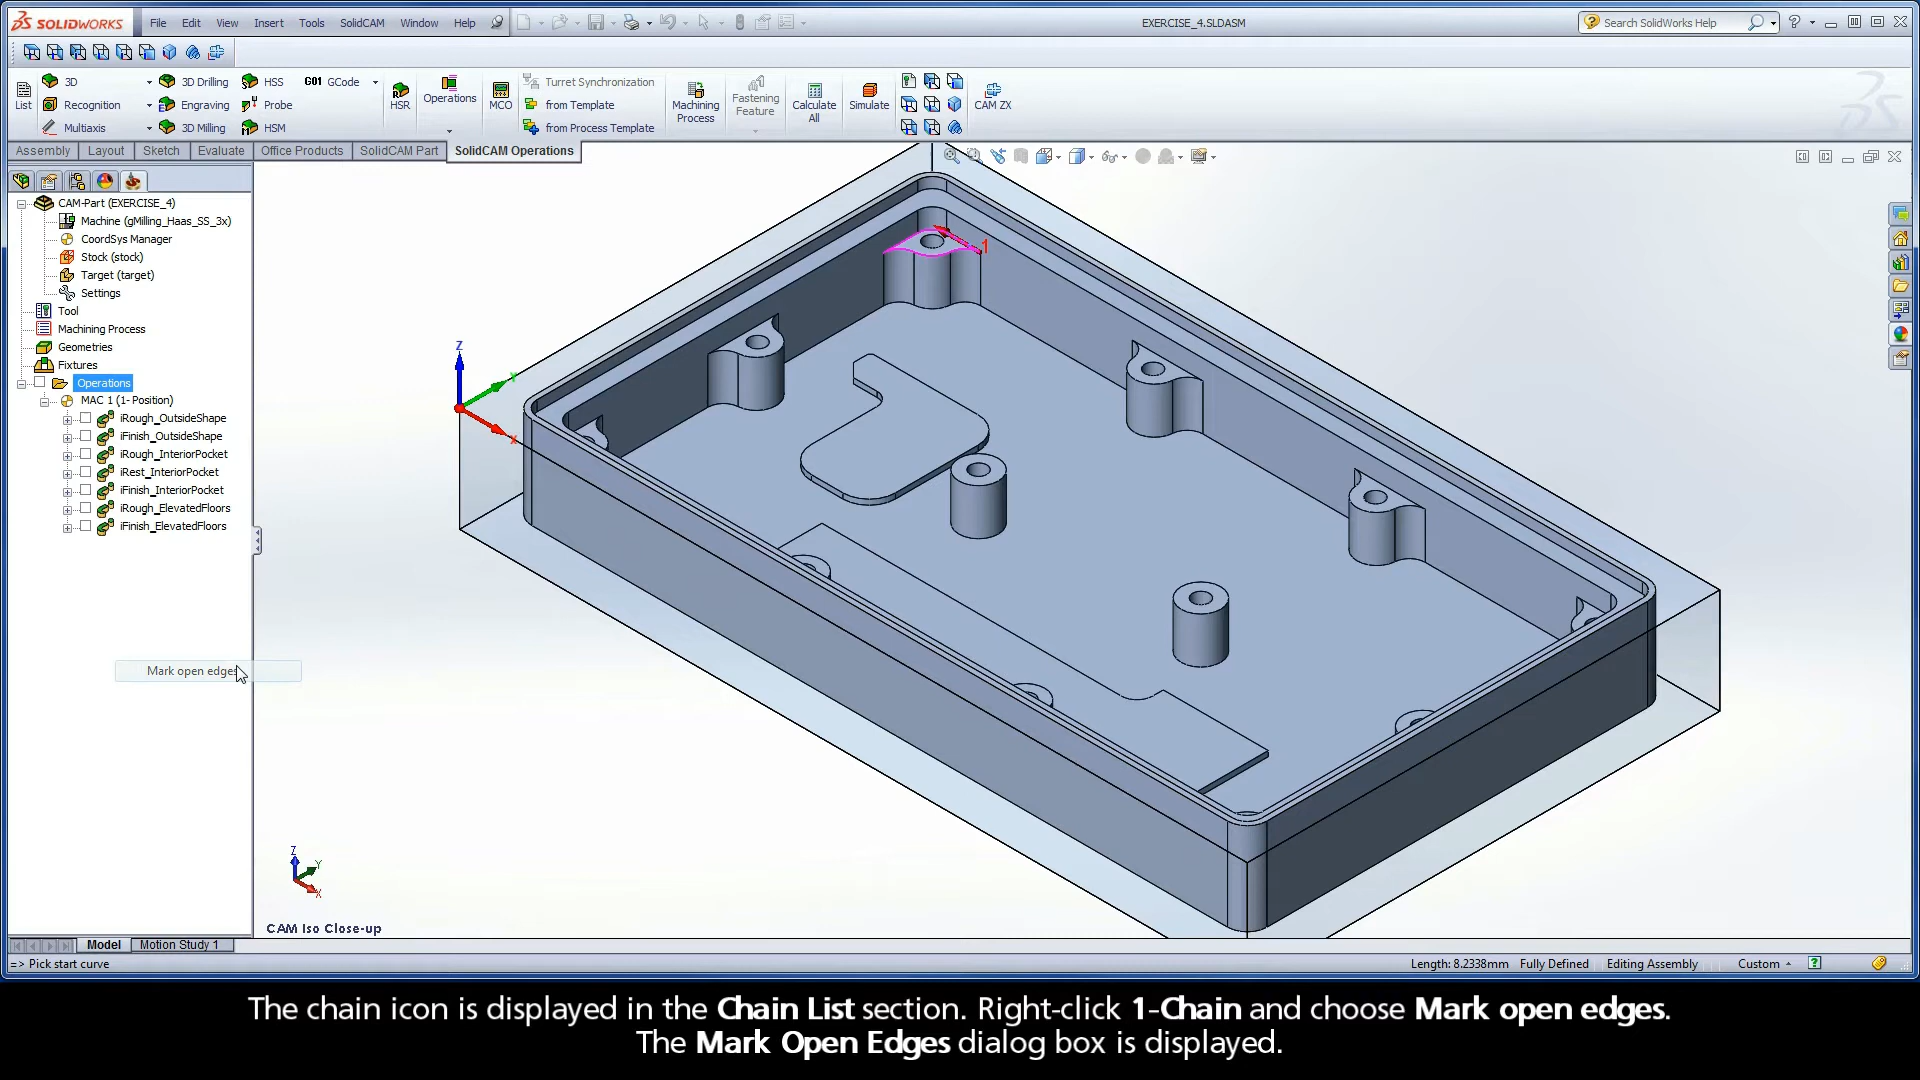 SOLIDWORKS File Edit View Insert Tools SolidCAM Window Help EXERCISE_4.SLDASM Search SolidWorks Help
3D 3D Drilling HSS G01 GCode Turret Synchronization
List Recognition Engraving Probe HSR Operations MCO from Template Machining Process Fastening Feature Calculate All Simulate CAM ZX
Multiaxis 3D Milling HSM from Process Template
Assembly Layout Sketch Evaluate Office Products SolidCAM Part SolidCAM Operations
CAM-Part (EXERCISE_4)
Machine (gMilling_Haas_SS_3x)
CoordSys Manager
Stock (stock)
Target (target)
Settings
Tool
Machining Process
Geometries
Fixtures
Operations
MAC 1 (1- Position)
iRough_OutsideShape
iFinish_OutsideShape
iRough_InteriorPocket
iRest_InteriorPocket
iFinish_InteriorPocket
iRough_ElevatedFloors
iFinish_ElevatedFloors
Mark open edges
1
Z
Y
X
Z
Y
X
CAM Iso Close-up
Model Motion Study 1
=> Pick start curve Length: 8.2338mm Fully Defined Editing Assembly Custom
The chain icon is displayed in the Chain List section. Right-click 1-Chain and choose Mark open edges.
The Mark Open Edges dialog box is displayed.